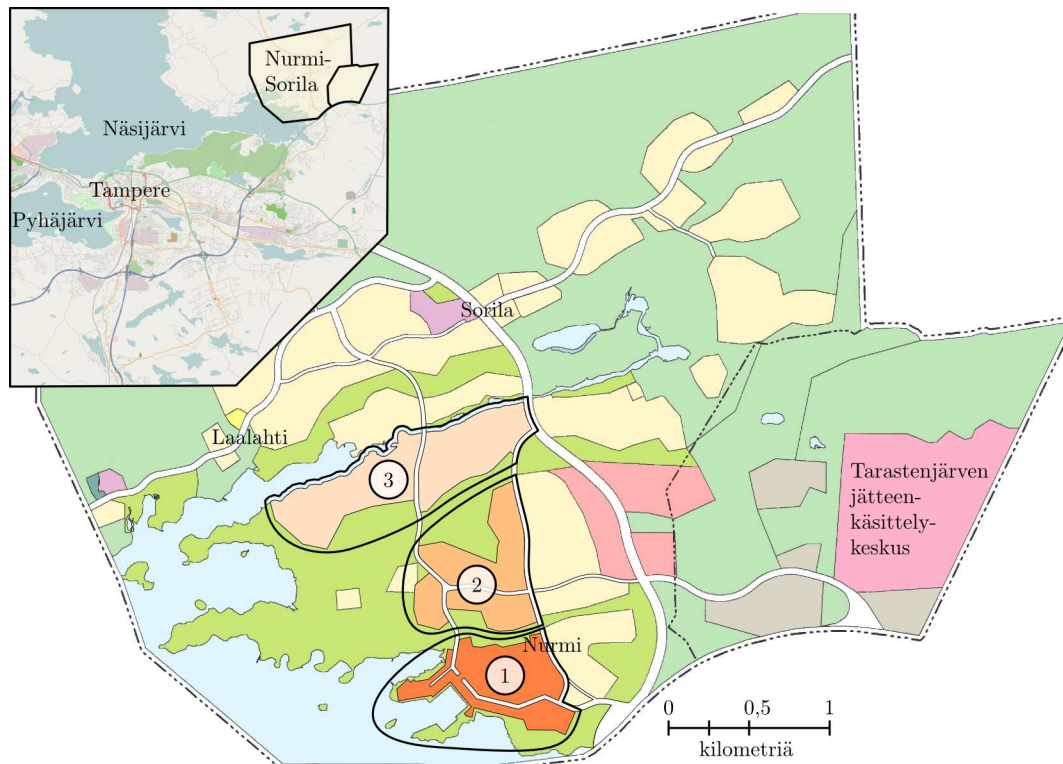 Nurmi-
Sorila
Näsijärvi
Tampere
Pyhäjärvi
Sorila
Laalahti
3
Tarastenjärven
jätteen-
käsittely-
keskus
2
Nurmi
1
0 0,5 1
kilometriä